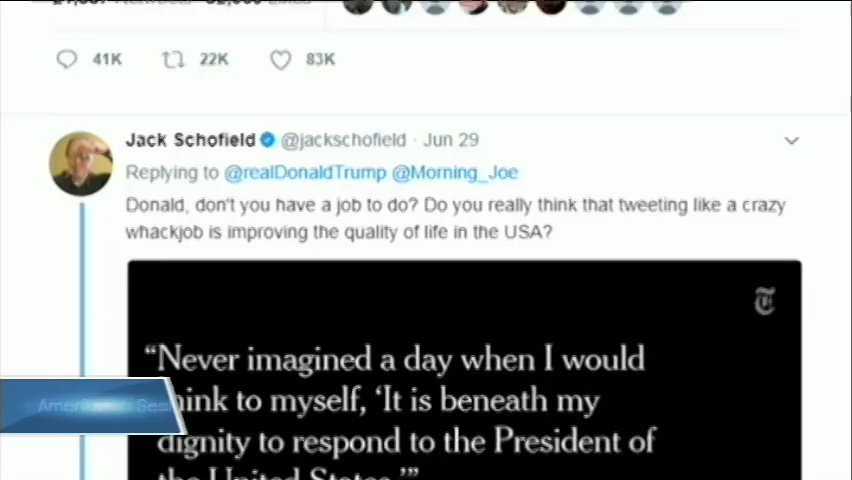 41K 22K 83K
Jack Schofield @jackschofield · Jun 29
Replying to @realDonaldTrump @Morning_Joe
Donald, don't you have a job to do? Do you really think that tweeting like a crazy
whackjob is improving the quality of life in the USA?
T
“Never imagined a day when I would
think to myself, ‘It is beneath my
dignity to respond to the President of
the United States.’”